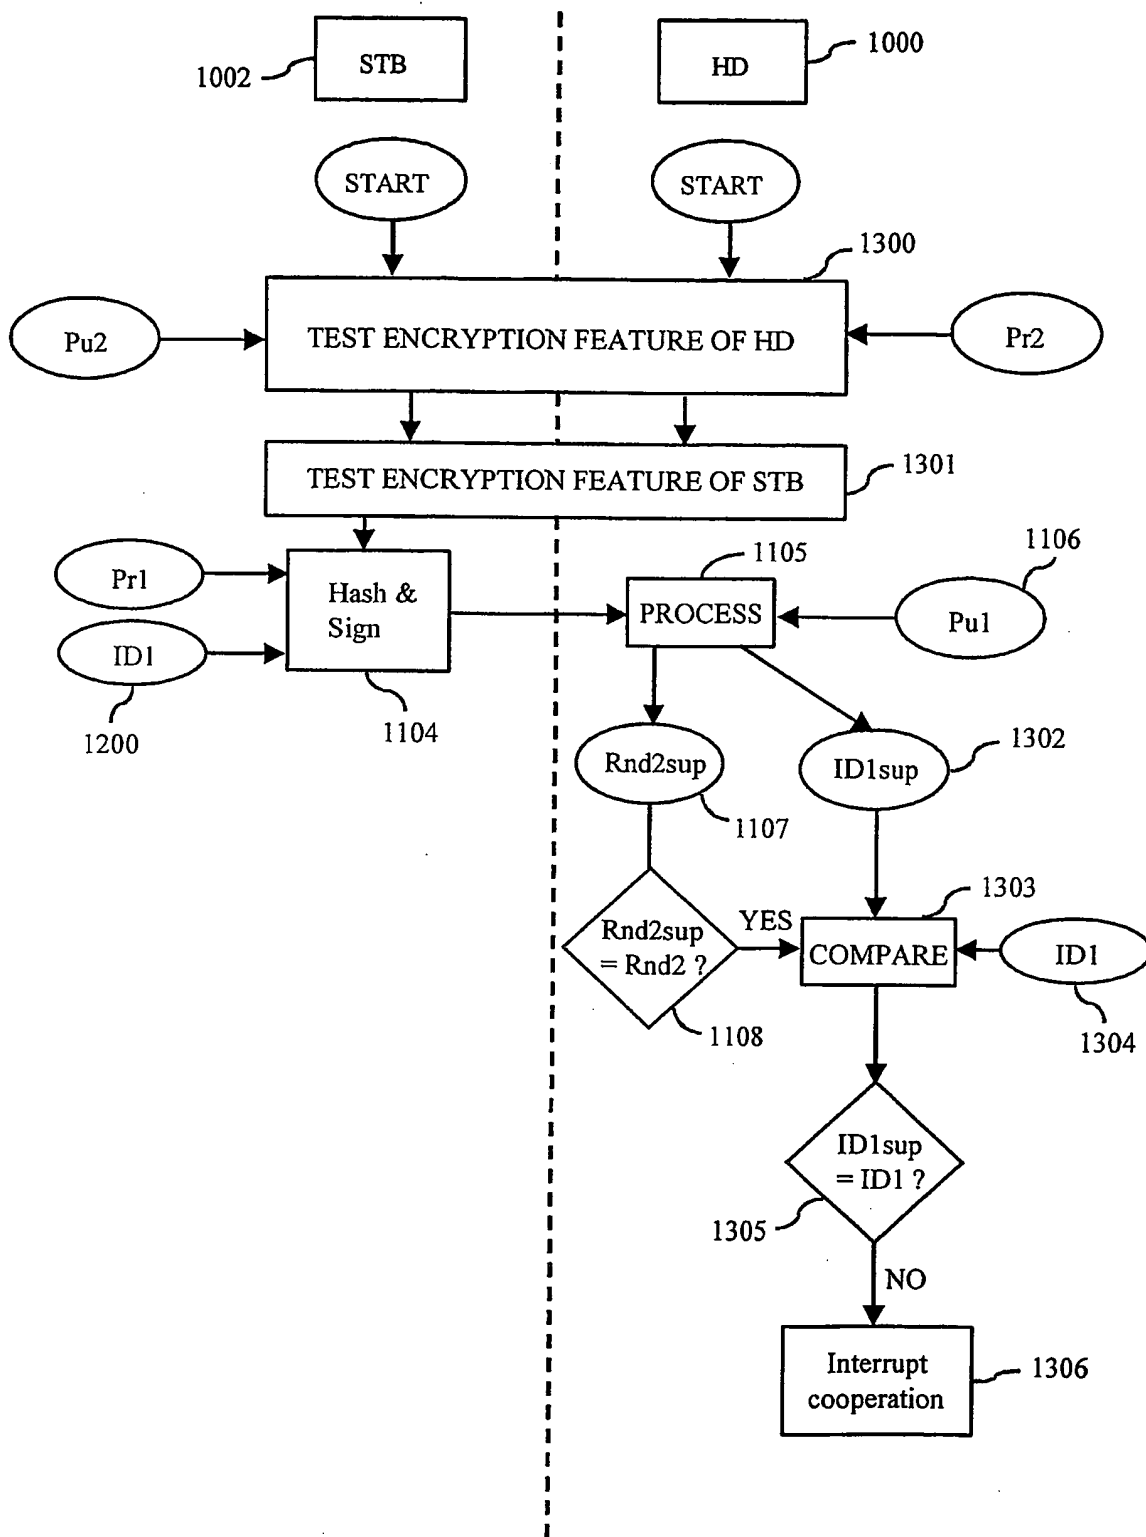 STB
1002
HD
1000
START
START
1300
Pu2
TEST ENCRYPTION FEATURE OF HD
Pr2
TEST ENCRYPTION FEATURE OF STB
1301
Pr1
ID1
1200
Hash &
Sign
1104
1105
PROCESS
1106
Pu1
Rnd2sup
1107
ID1sup
1302
Rnd2sup
= Rnd2 ?
1108
YES
1303
COMPARE
ID1
1304
ID1sup
= ID1 ?
1305
NO
Interrupt
cooperation
1306